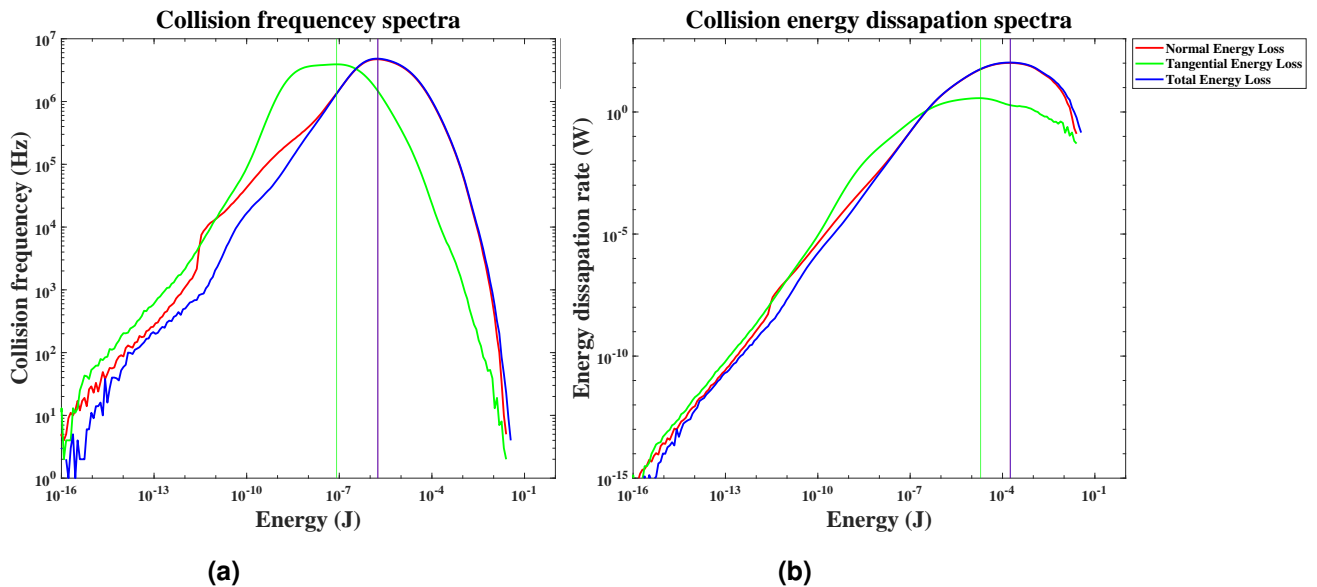 Collision frequencey spectra
Collision frequencey (Hz)
10^7
10^6
10^5
10^4
10^3
10^2
10^1
10^0
10^-16
10^-13
10^-10
10^-7
10^-4
10^-1
Energy (J)
(a)
Collision energy dissapation spectra
Energy dissapation rate (W)
10^0
10^-5
10^-10
10^-15
10^-16
10^-13
10^-10
10^-7
10^-4
10^-1
Energy (J)
(b)
Normal Energy Loss
Tangential Energy Loss
Total Energy Loss